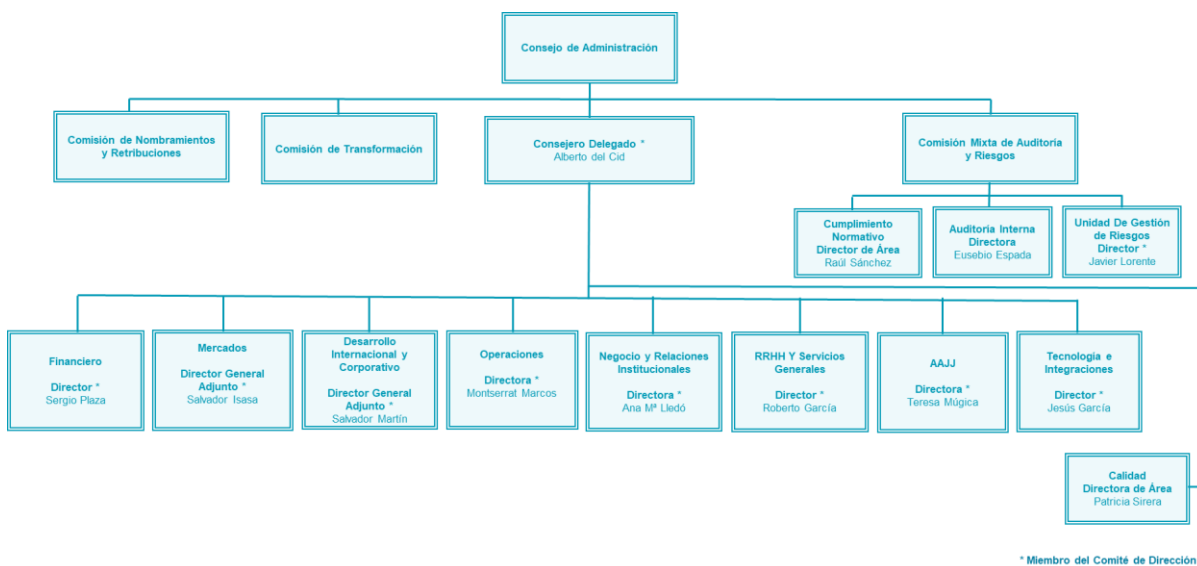 Consejo de Administración
Comisión de Nombramientos
y Retribuciones
Comisión de Transformación
Consejero Delegado *
Alberto del Cid
Comisión Mixta de Auditoría
y Riesgos
Cumplimiento
Normativo
Director de Área
Raúl Sánchez
Auditoría Interna
Directora
Eusebio Espada
Unidad De Gestión
de Riesgos
Director *
Javier Lorente
Financiero
Director *
Sergio Plaza
Mercados
Director General
Adjunto *
Salvador Isasa
Desarrollo
Internacional y
Corporativo
Director General
Adjunto *
Salvador Martín
Operaciones
Directora *
Montserrat Marcos
Negocio y Relaciones
Institucionales
Directora *
Ana Mª Lledó
RRHH Y Servicios
Generales
Director *
Roberto García
AAJJ
Directora *
Teresa Múgica
Tecnología e
Integraciones
Director *
Jesús García
Calidad
Directora de Área
Patricia Sirera
* Miembro del Comité de Dirección